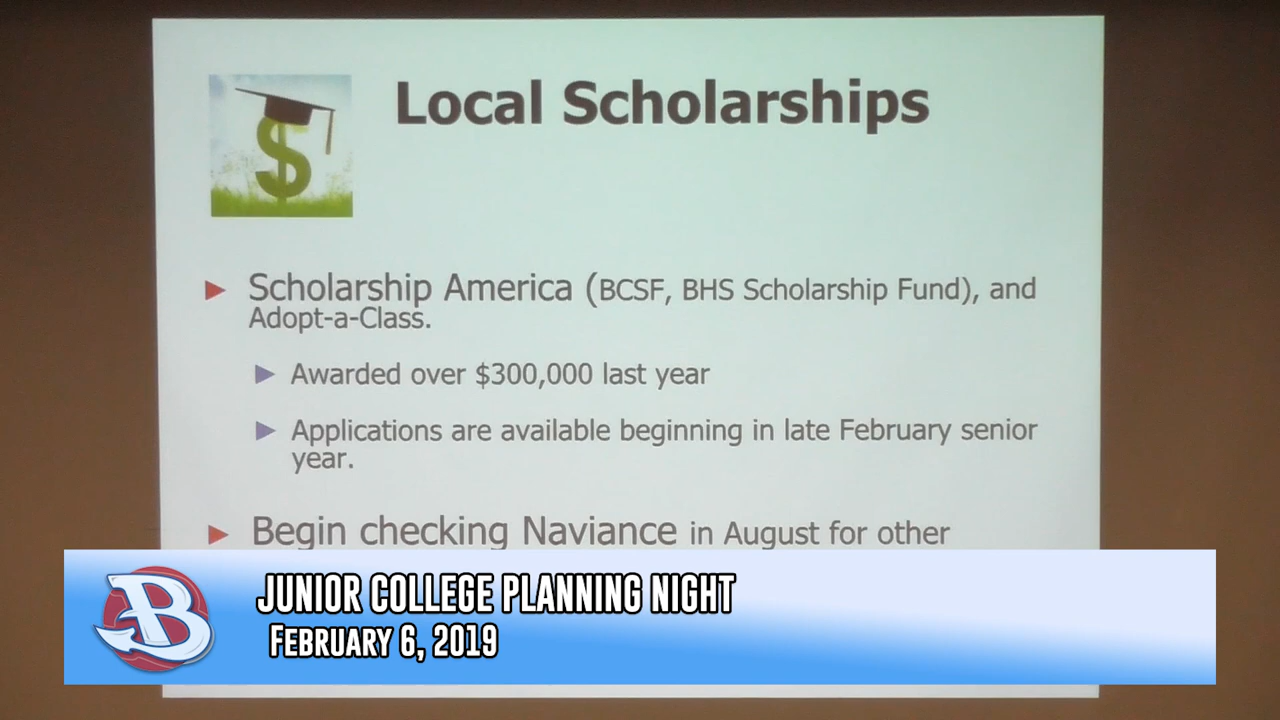 Local Scholarships
Scholarship America (BCSF, BHS Scholarship Fund), and
Adopt-a-Class.
Awarded over $300,000 last year
Applications are available beginning in late February senior
year.
Begin checking Naviance in August for other
B
JUNIOR COLLEGE PLANNING NIGHT
FEBRUARY 6, 2019